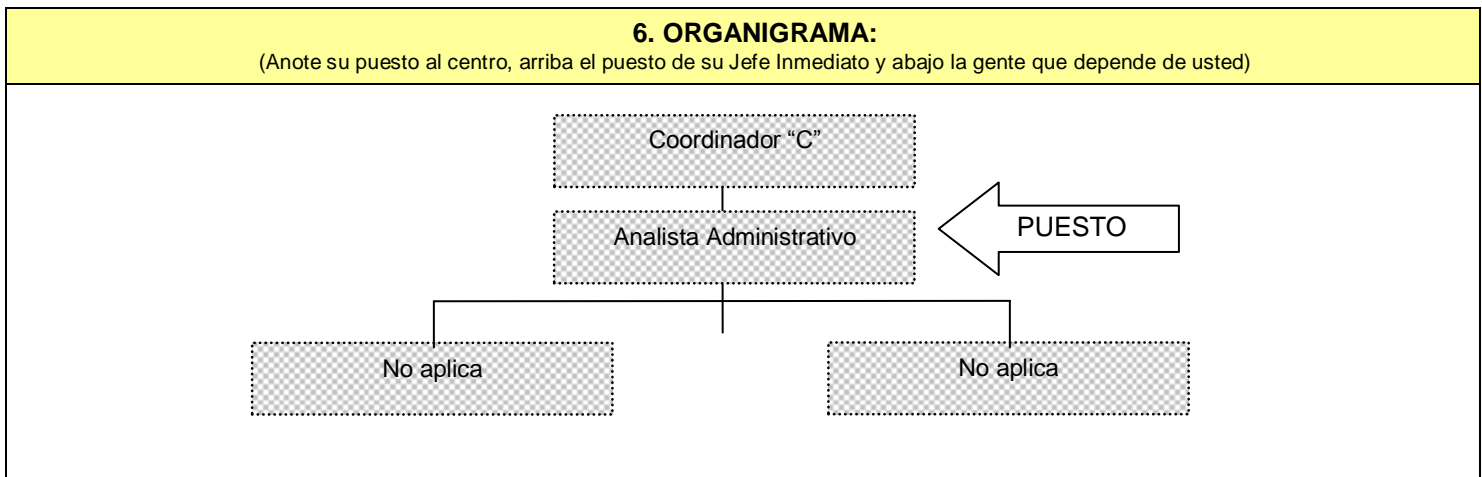 6. ORGANIGRAMA:
(Anote su puesto al centro, arriba el puesto de su Jefe Inmediato y abajo la gente que depende de usted)
Coordinador “C”
Analista Administrativo
PUESTO
No aplica
No aplica